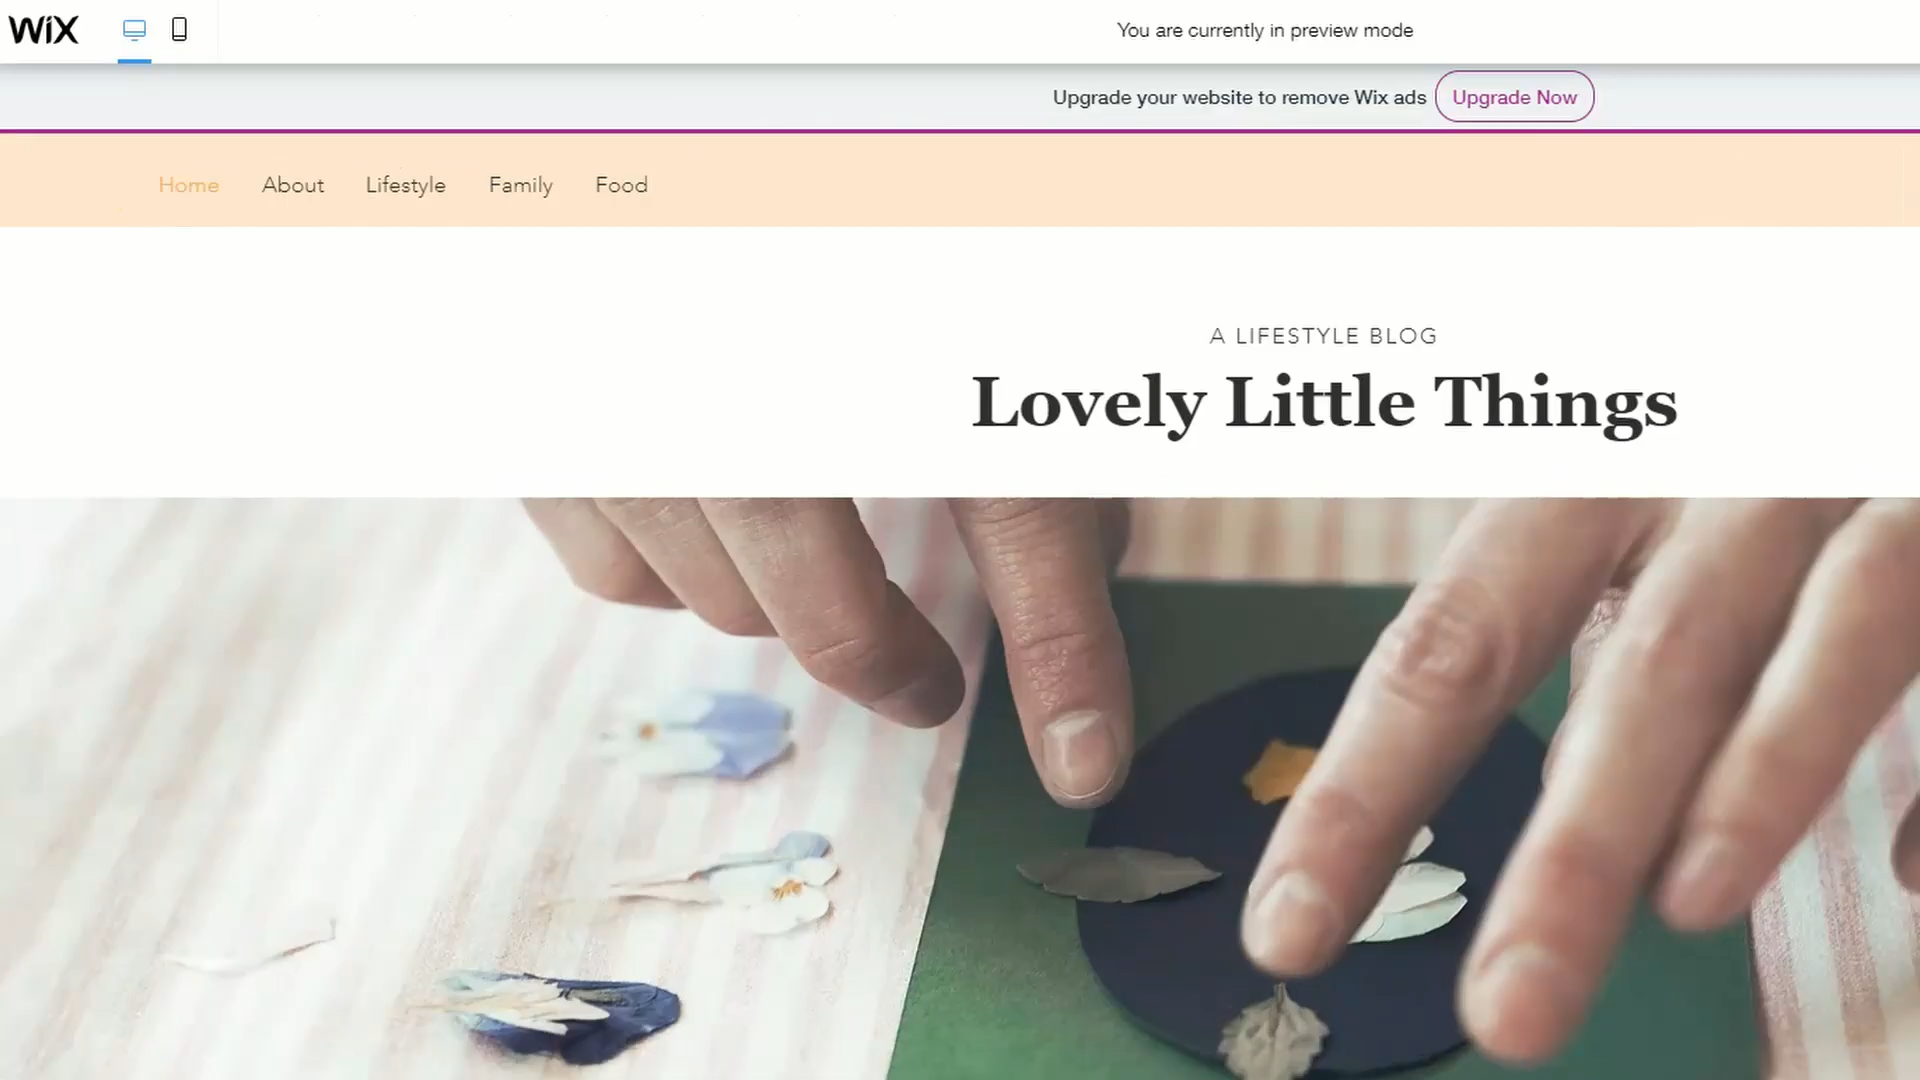 WiX
You are currently in preview mode
Upgrade your website to remove Wix ads Upgrade Now
Home About Lifestyle Family Food
A LIFESTYLE BLOG
Lovely Little Things